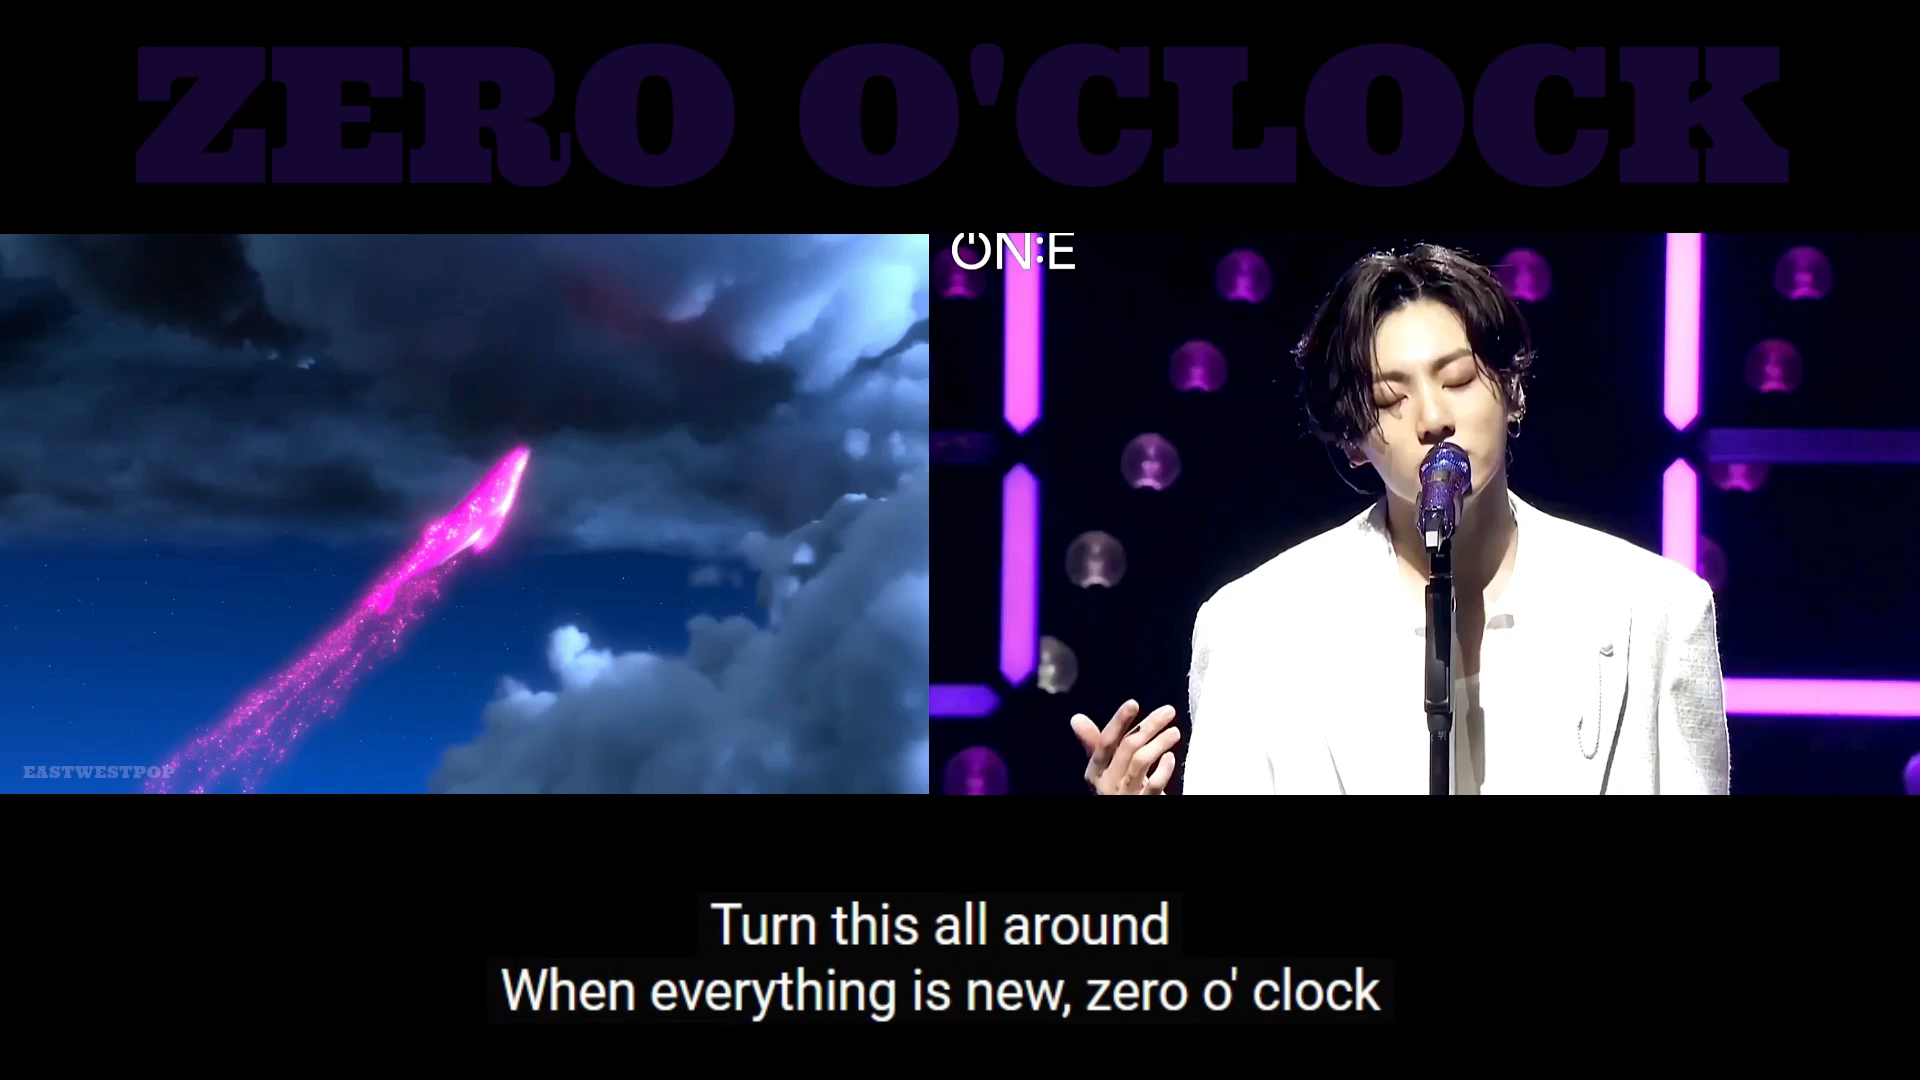 ZERO O'CLOCK
ON:E
EASTWESTPOP
Turn this all around
When everything is new, zero o' clock